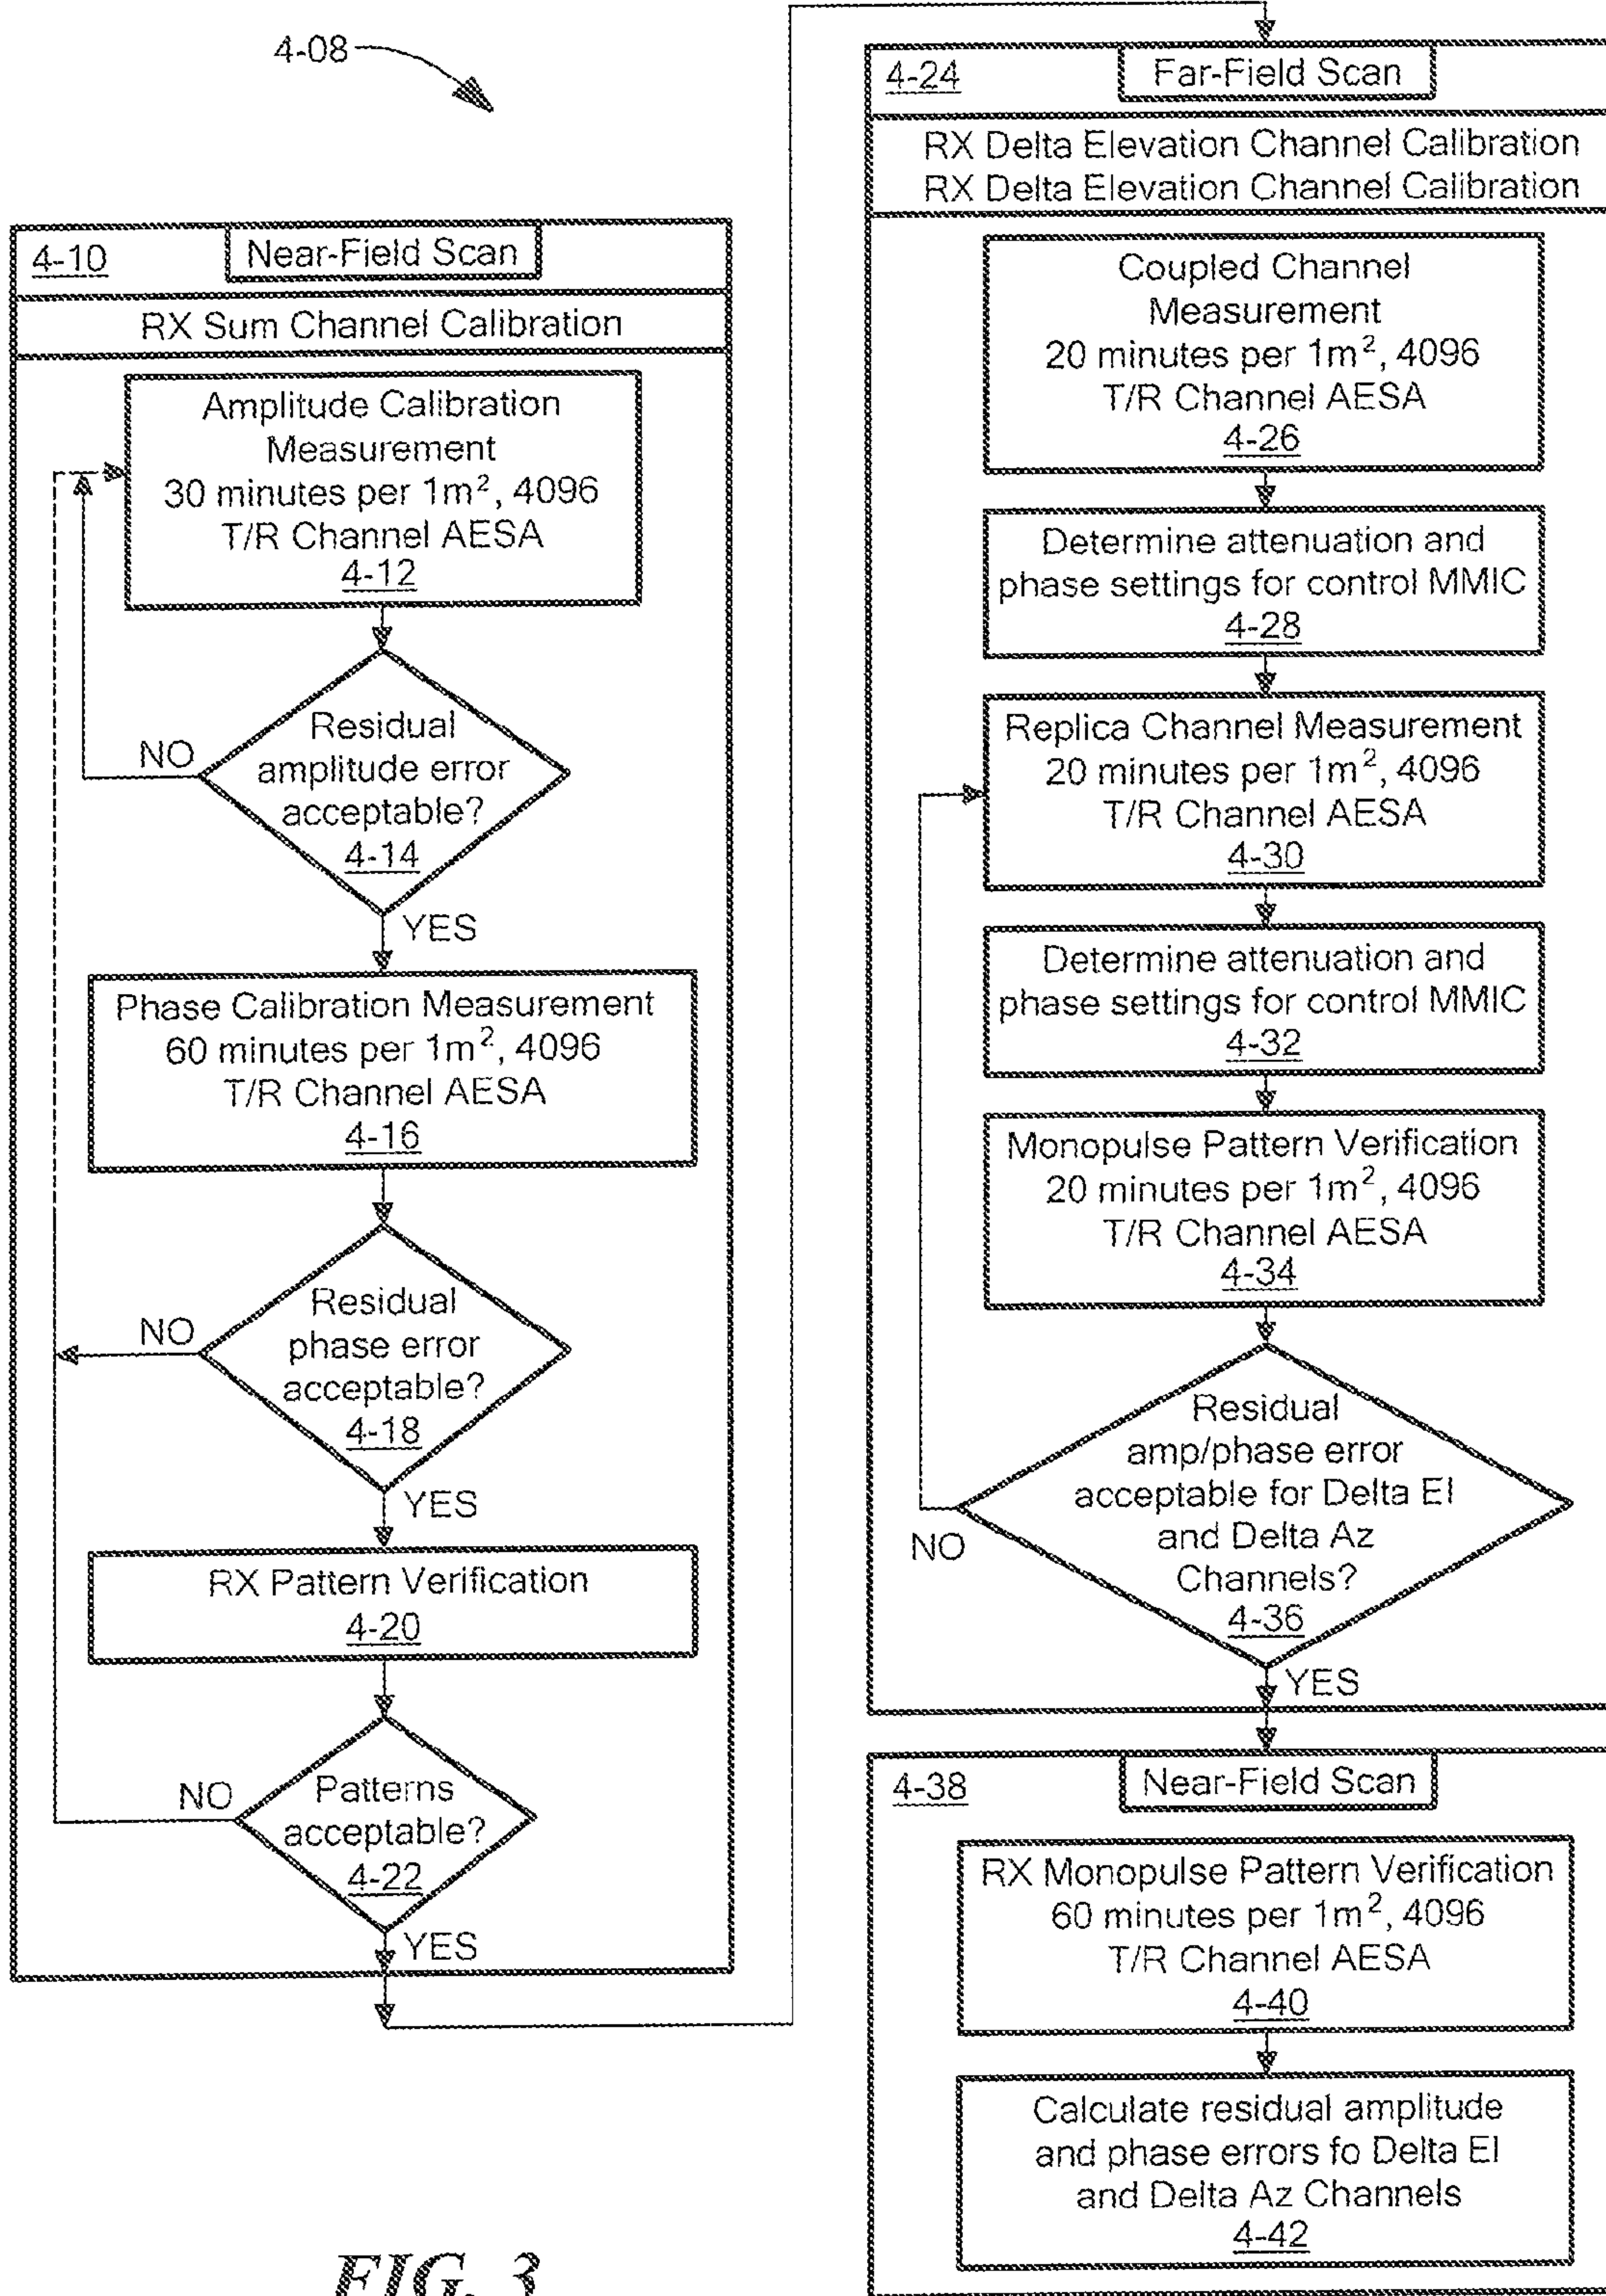 4-08
4-10
Near-Field Scan
RX Sum Channel Calibration
Amplitude Calibration
Measurement
30 minutes per 1m², 4096
T/R Channel AESA
4-12
Residual
amplitude error
acceptable?
4-14
NO
YES
Phase Calibration Measurement
60 minutes per 1m², 4096
T/R Channel AESA
4-16
Residual
phase error
acceptable?
4-18
NO
YES
RX Pattern Verification
4-20
Patterns
acceptable?
4-22
NO
YES
4-24
Far-Field Scan
RX Delta Elevation Channel Calibration
RX Delta Elevation Channel Calibration
Coupled Channel
Measurement
20 minutes per 1m², 4096
T/R Channel AESA
4-26
Determine attenuation and
phase settings for control MMIC
4-28
Replica Channel Measurement
20 minutes per 1m², 4096
T/R Channel AESA
4-30
Determine attenuation and
phase settings for control MMIC
4-32
Monopulse Pattern Verification
20 minutes per 1m², 4096
T/R Channel AESA
4-34
Residual
amp/phase error
acceptable for Delta El
and Delta Az
Channels?
4-36
NO
YES
4-38
Near-Field Scan
RX Monopulse Pattern Verification
60 minutes per 1m², 4096
T/R Channel AESA
4-40
Calculate residual amplitude
and phase errors fo Delta El
and Delta Az Channels
4-42
FIG. 3